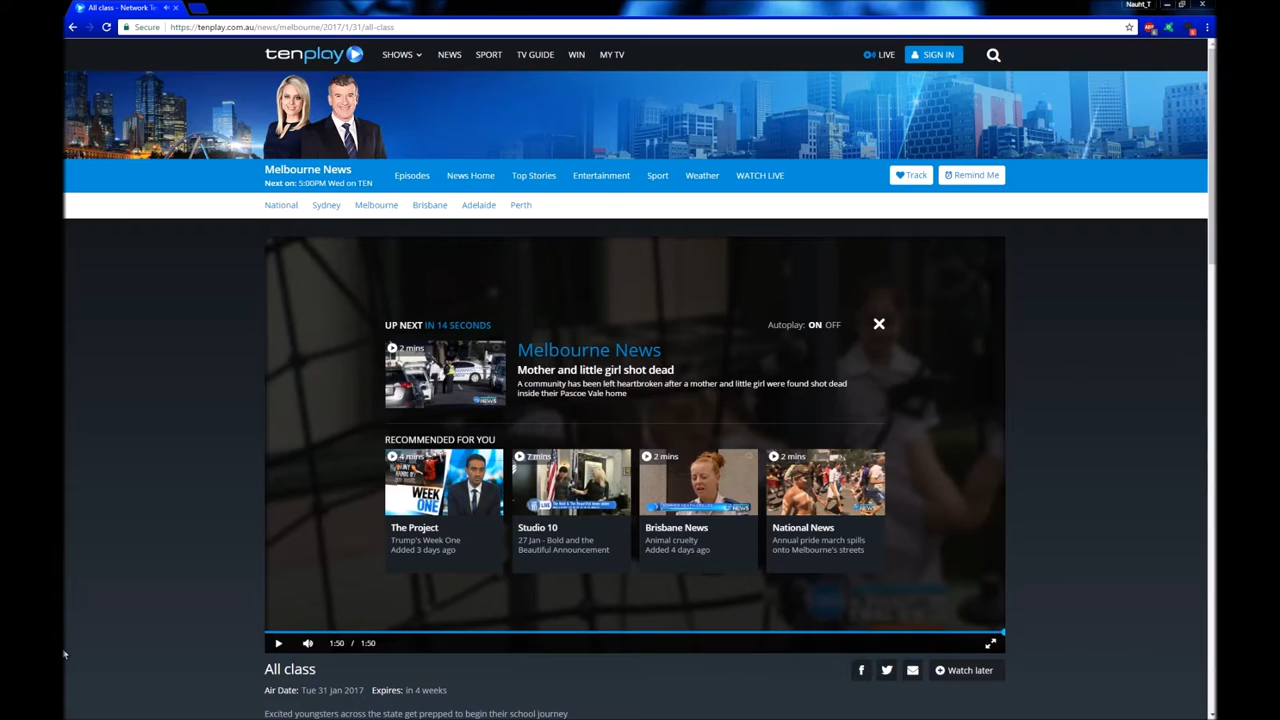 All class - Network Te
Nauht_T
Secure https://tenplay.com.au/news/melbourne/2017/1/31/all-class
tenplay SHOWS NEWS SPORT TV GUIDE WIN MY TV LIVE SIGN IN
Melbourne News
Next on: 5:00PM Wed on TEN
Episodes News Home Top Stories Entertainment Sport Weather WATCH LIVE Track Remind Me
National Sydney Melbourne Brisbane Adelaide Perth
UP NEXT IN 14 SECONDS Autoplay: ON OFF
2 mins
NEWS
Melbourne News
Mother and little girl shot dead
A community has been left heartbroken after a mother and little girl were found shot dead
inside their Pascoe Vale home
RECOMMENDED FOR YOU
4 mins 7 mins 2 mins 2 mins
WEEK
ONE
LIVE
NEWS NEWS
The Project
Trump's Week One
Added 3 days ago
Studio 10
27 Jan - Bold and the
Beautiful Announcement
Brisbane News
Animal cruelty
Added 4 days ago
National News
Annual pride march spills
onto Melbourne's streets
1:50 / 1:50
All class
Watch later
Air Date: Tue 31 Jan 2017 Expires: in 4 weeks
Excited youngsters across the state get prepped to begin their school journey